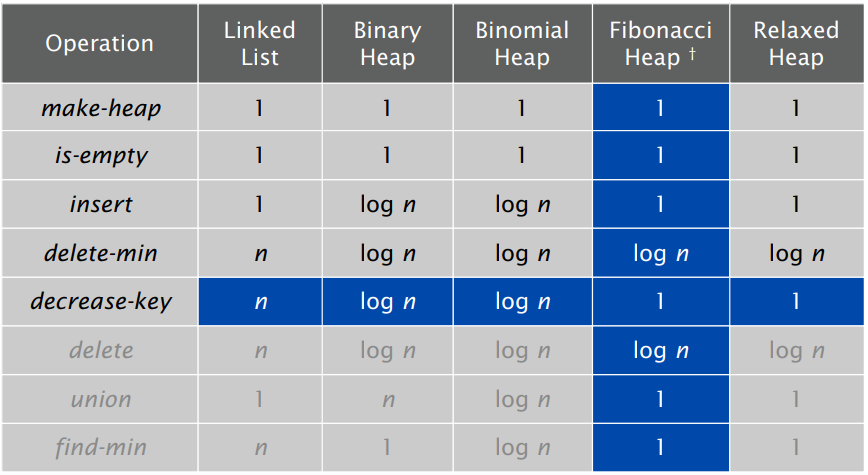 Operation Linked List Binary Heap Binomial Heap Fibonacci Heap † Relaxed Heap
make-heap 1 1 1 1 1
is-empty 1 1 1 1 1
insert 1 log n log n 1 1
delete-min n log n log n log n log n
decrease-key n log n log n 1 1
delete n log n log n log n log n
union 1 n log n 1 1
find-min n 1 log n 1 1